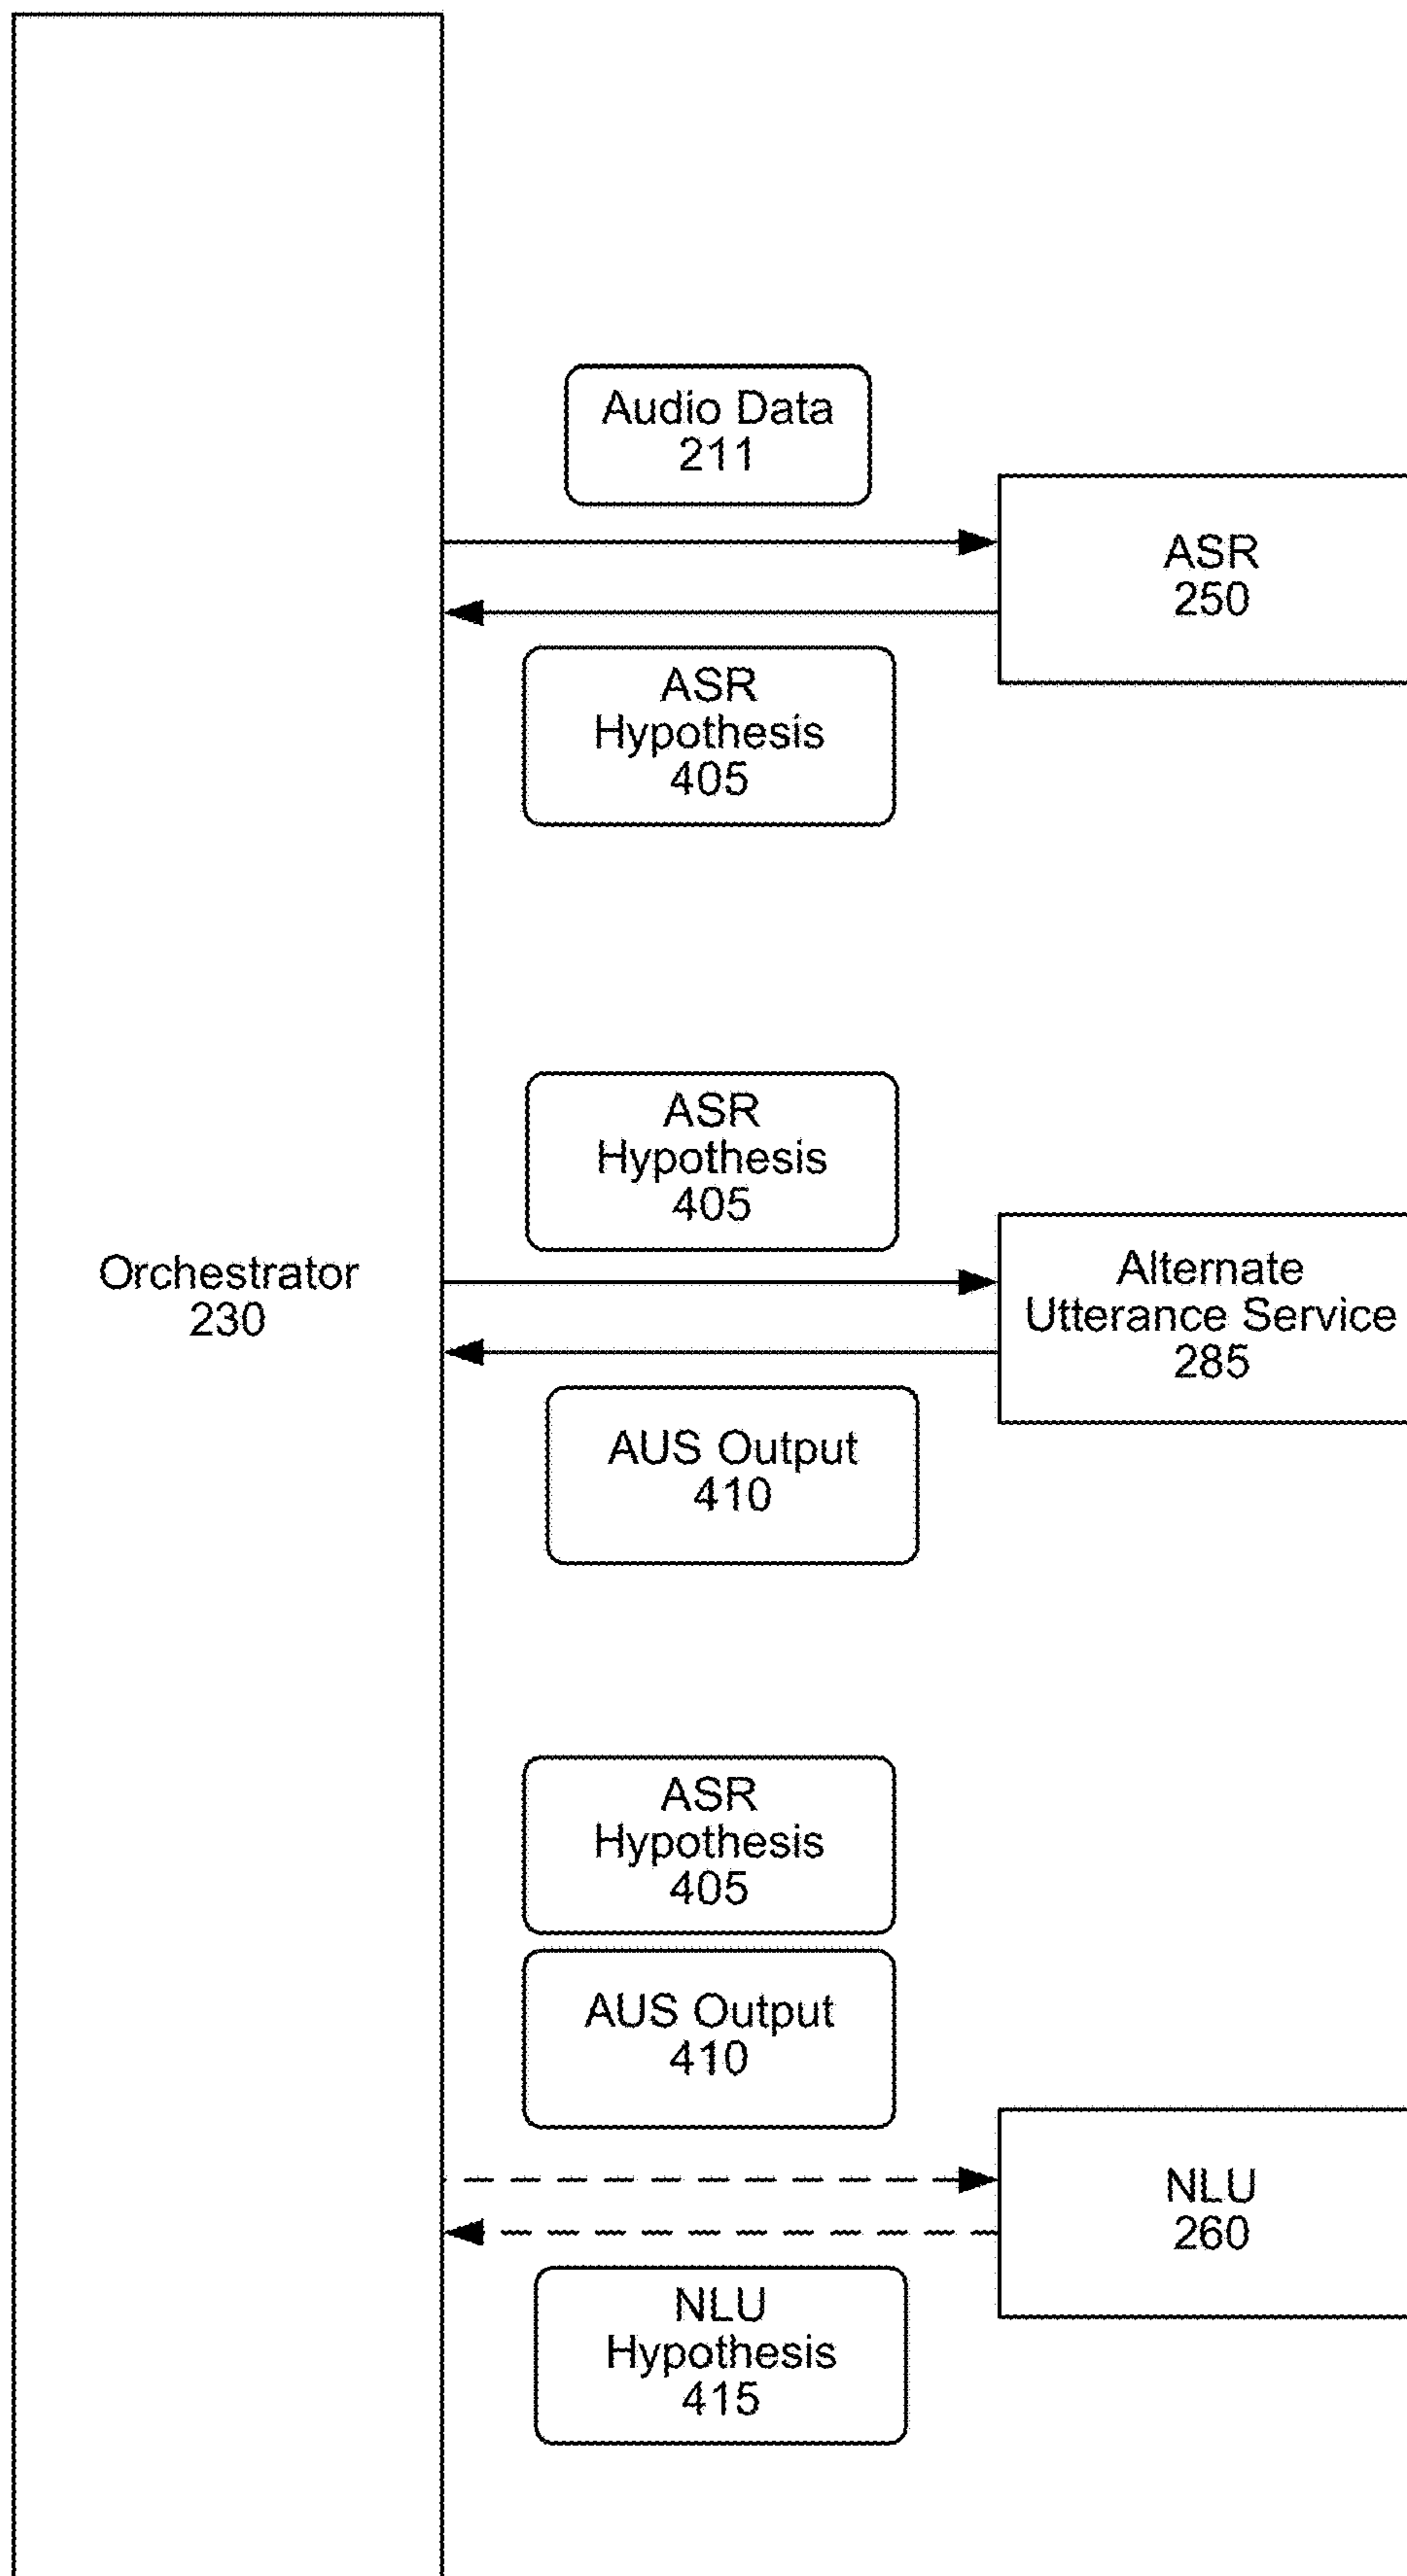 Audio Data
211
ASR
250
ASR
Hypothesis
405
ASR
Hypothesis
405
Orchestrator
230
Alternate
Utterance Service
285
AUS Output
410
ASR
Hypothesis
405
AUS Output
410
NLU
260
NLU
Hypothesis
415